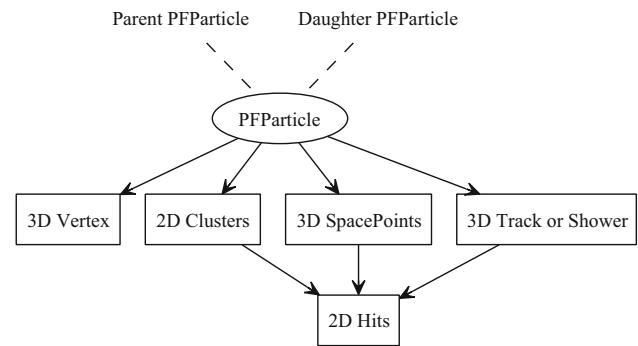 Parent PFParticle
Daughter PFParticle
PFParticle
3D Vertex
2D Clusters
3D SpacePoints
3D Track or Shower
2D Hits